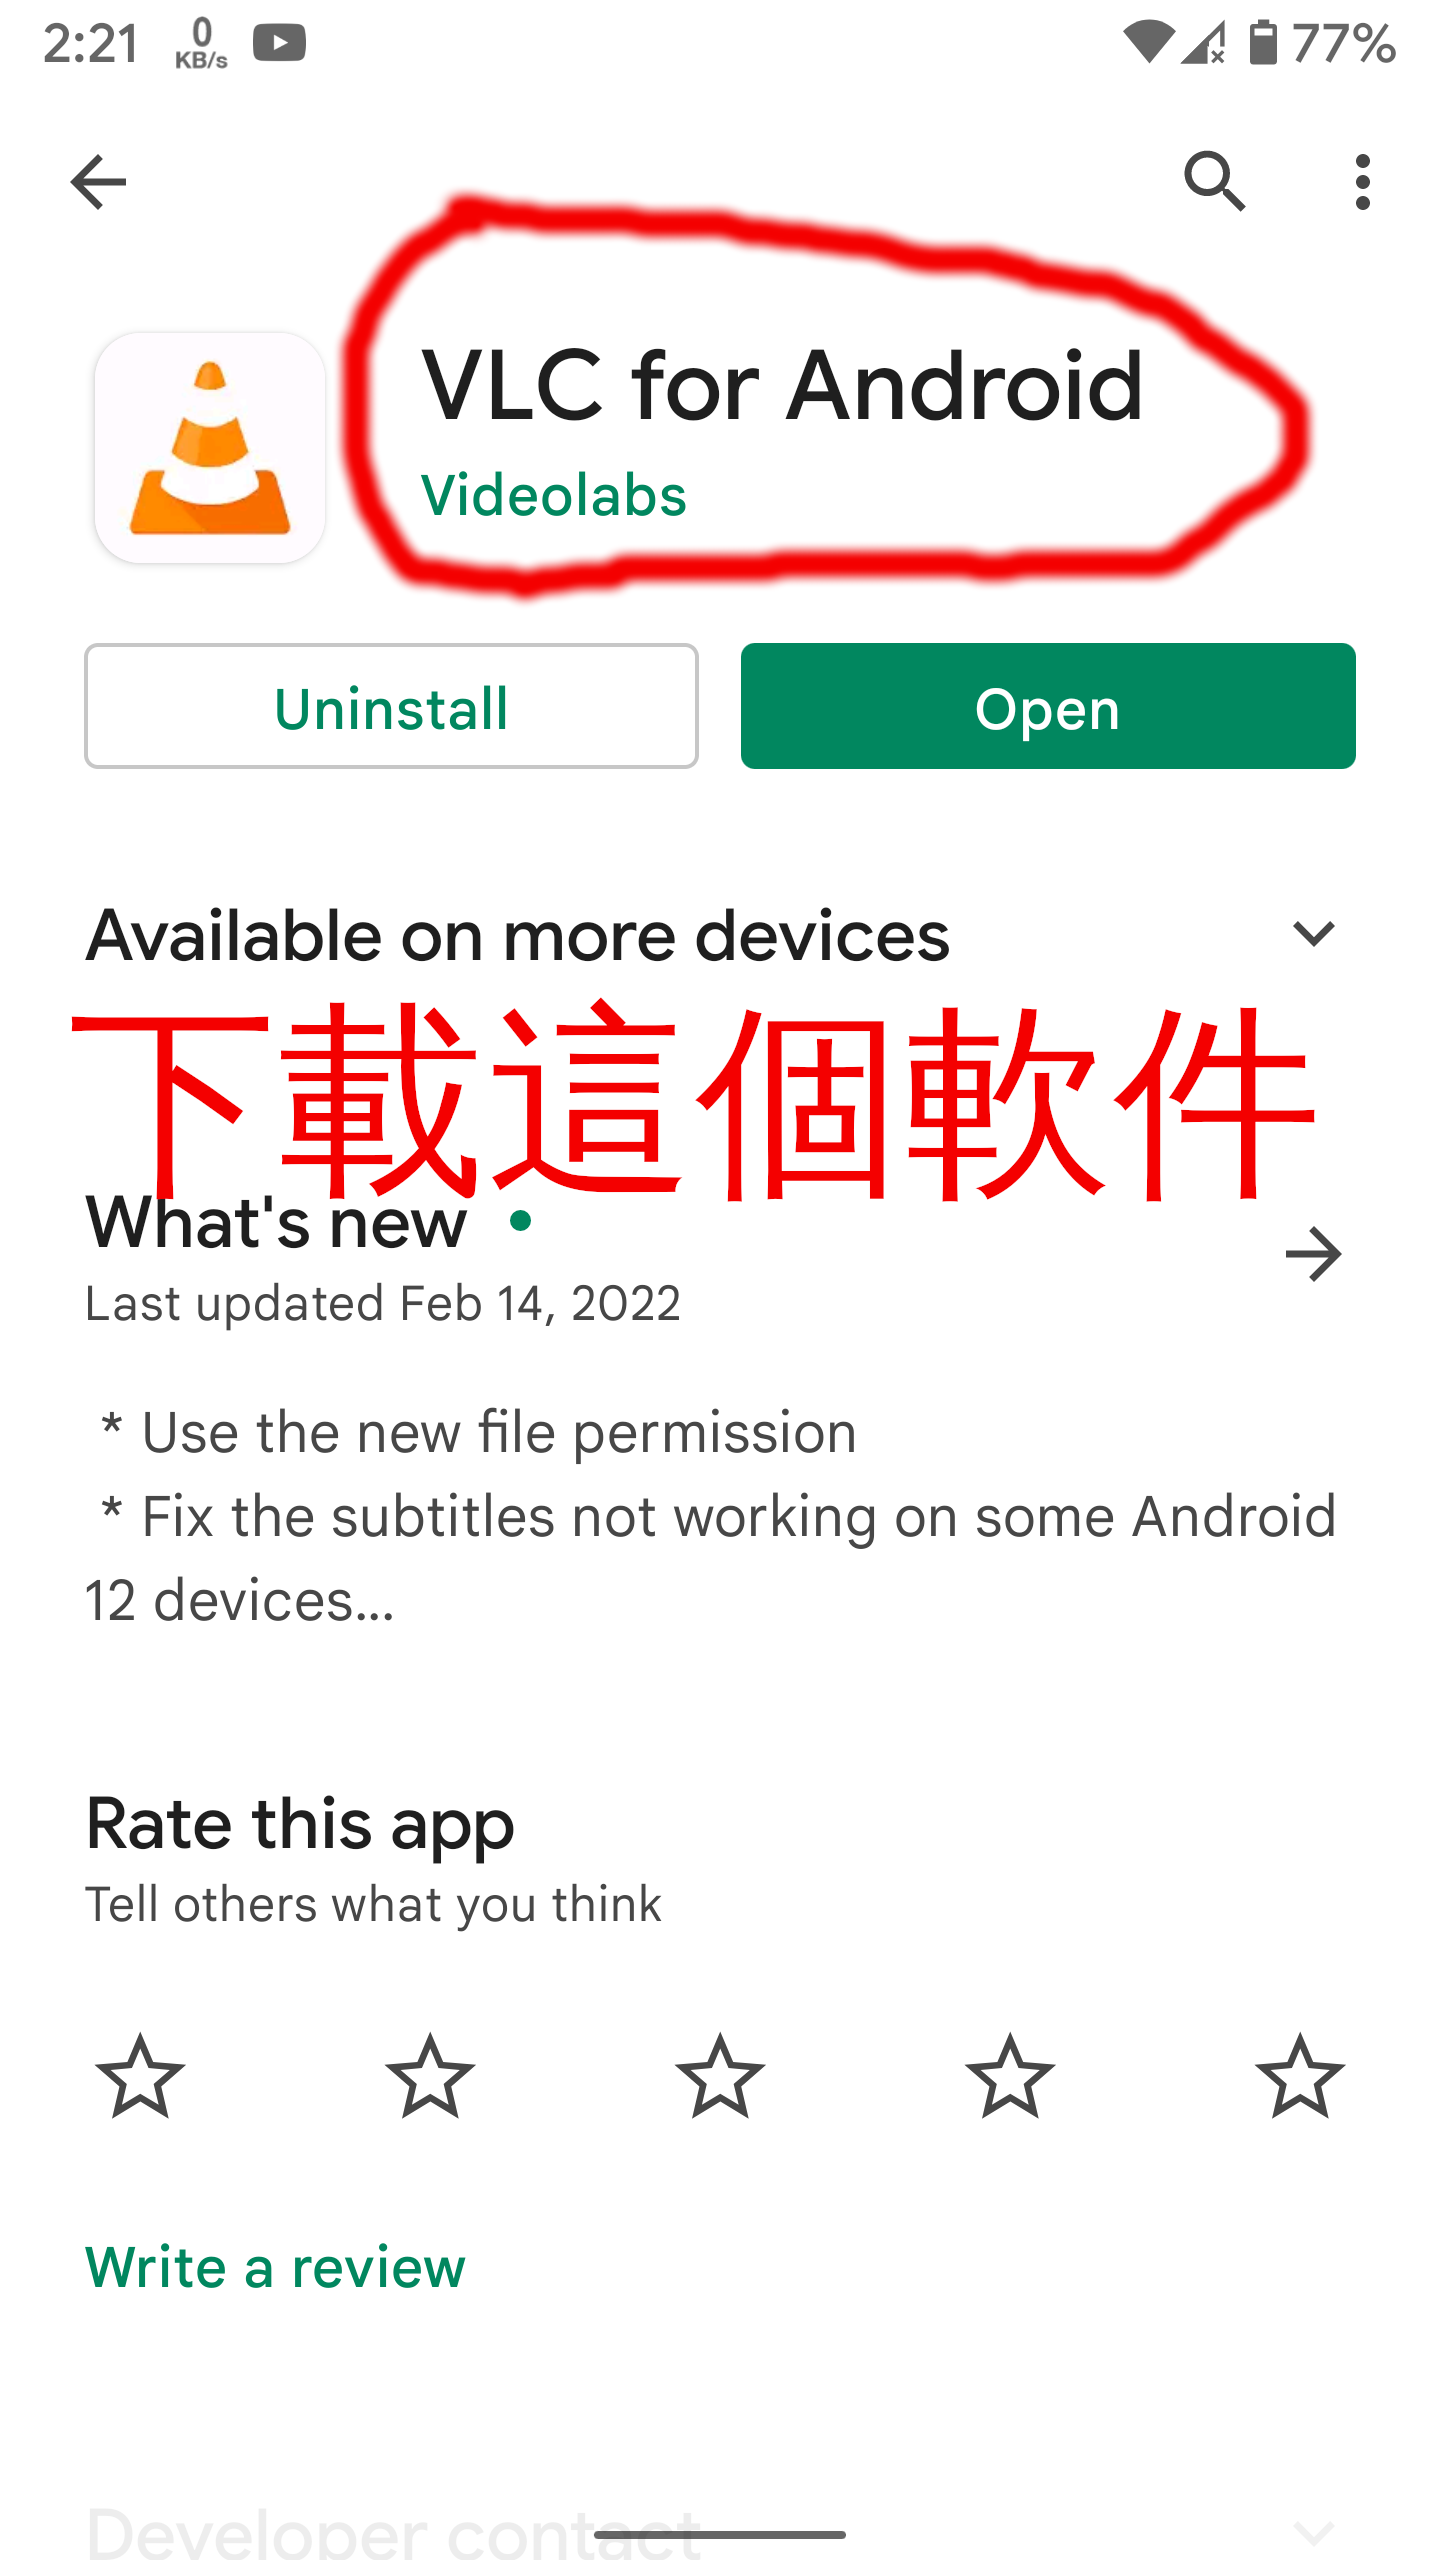 2:21
0
KB/s
77%
VLC for Android
Videolabs
Uninstall
Open
Available on more devices
下載這個軟件
What's new
Last updated Feb 14, 2022
* Use the new file permission
* Fix the subtitles not working on some Android
12 devices...
Rate this app
Tell others what you think
Write a review
Developer contact